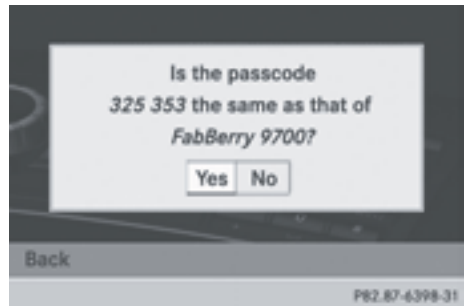 Is the passcode
325 353 the same as that of
FabBerry 9700?
Yes No
Back
P82.87-6398-31